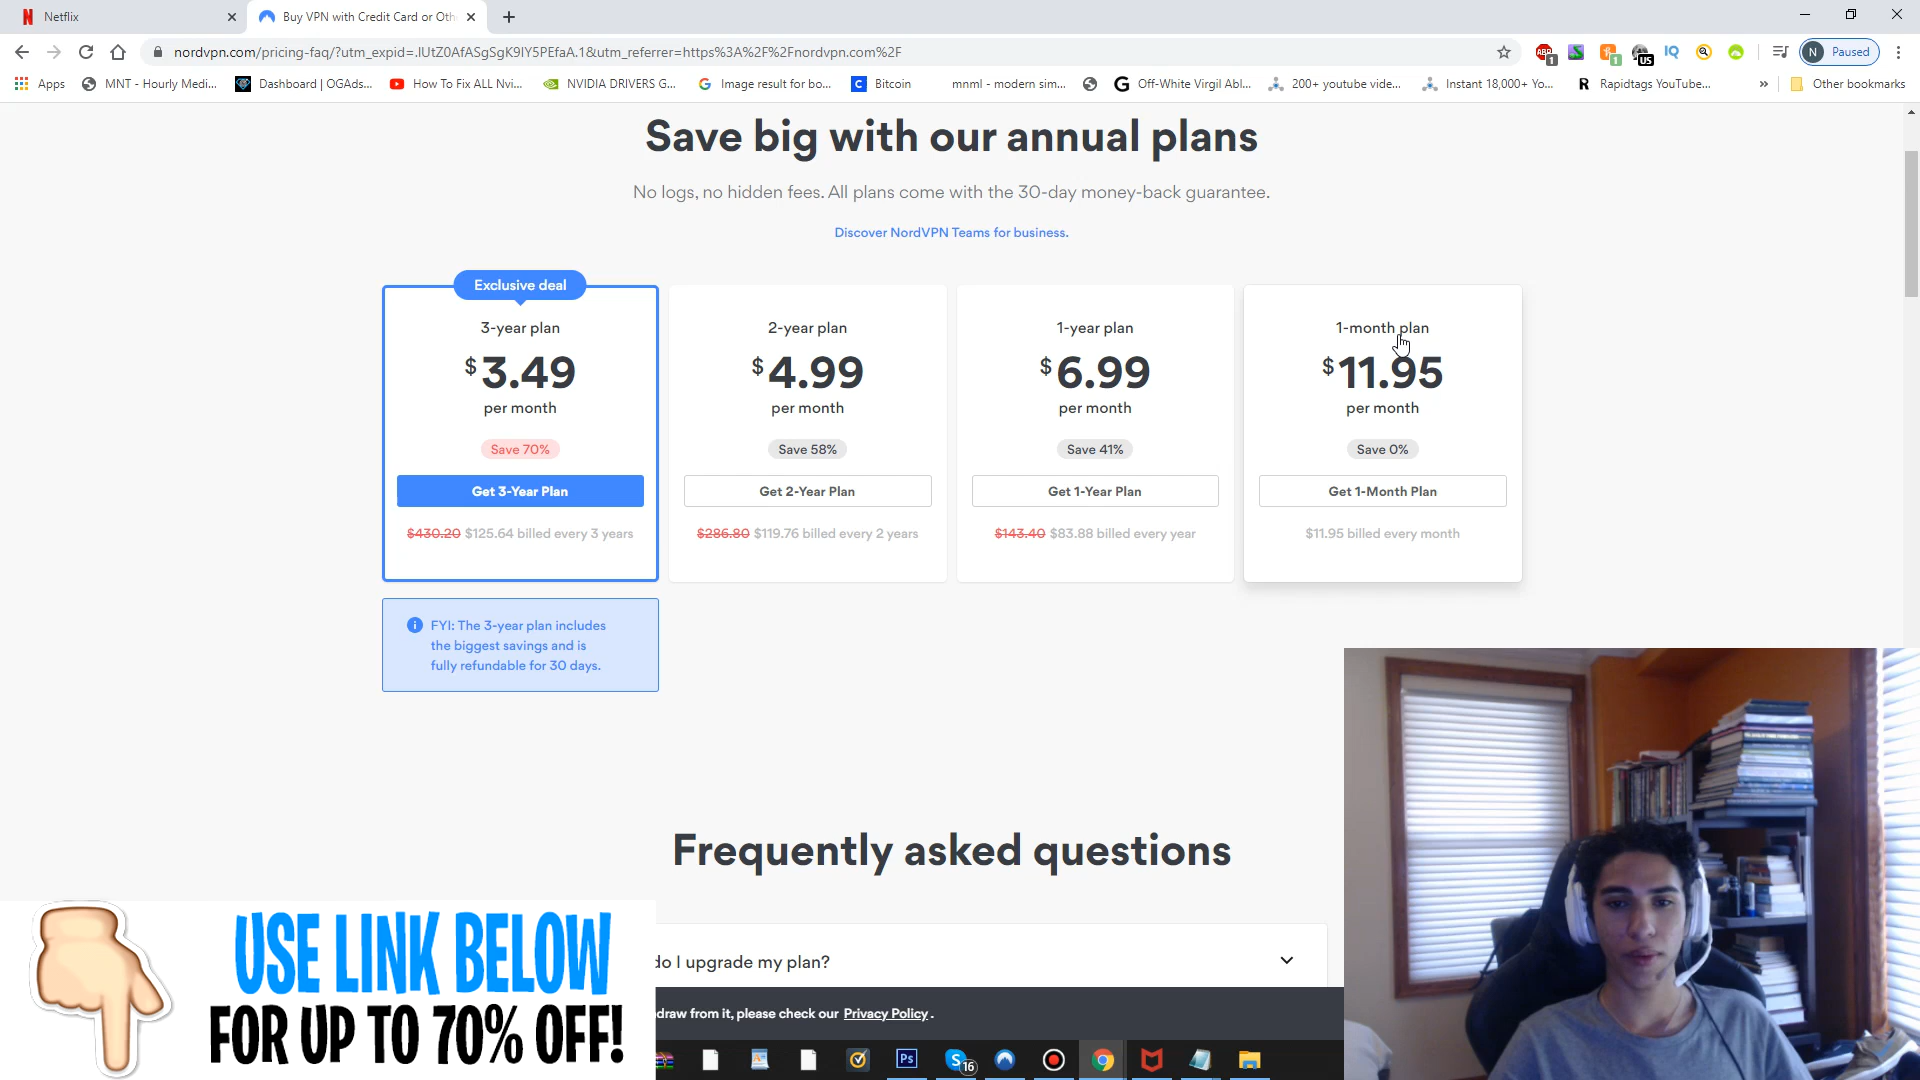 Netflix
Buy VPN with Credit Card or Oth
nordvpn.com/pricing-faq/?utm_expid=.IUtZ0AfASgSgK9IY5PEfaA.1&utm_referrer=https%3A%2F%2Fnordvpn.com%2F
ABP 1 1 US IQ N Paused
Apps MNT - Hourly Medi... Dashboard | OGAds... How To Fix ALL Nvi... NVIDIA DRIVERS G... Image result for bo... Bitcoin mnml - modern sim... Off-White Virgil Abl... 200+ youtube vide... Instant 18,000+ Yo... Rapidtags YouTube... » Other bookmarks
Save big with our annual plans
No logs, no hidden fees. All plans come with the 30-day money-back guarantee.
Discover NordVPN Teams for business.
Exclusive deal
3-year plan
$3.49
per month
Save 70%
Get 3-Year Plan
$430.20 $125.64 billed every 3 years
2-year plan
$4.99
per month
Save 58%
Get 2-Year Plan
$286.80 $119.76 billed every 2 years
1-year plan
$6.99
per month
Save 41%
Get 1-Year Plan
$143.40 $83.88 billed every year
1-month plan
$11.95
per month
Save 0%
Get 1-Month Plan
$11.95 billed every month
FYI: The 3-year plan includes
the biggest savings and is
fully refundable for 30 days.
Frequently asked questions
do I upgrade my plan?
draw from it, please check our Privacy Policy.
USE LINK BELOW
FOR UP TO 70% OFF!
Ps S 16